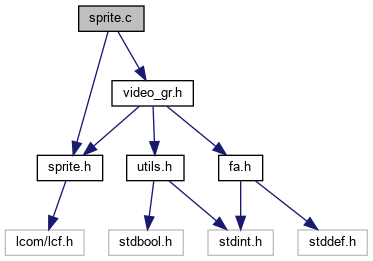 sprite.c
video_gr.h
sprite.h
utils.h
fa.h
lcom/lcf.h
stdbool.h
stdint.h
stddef.h